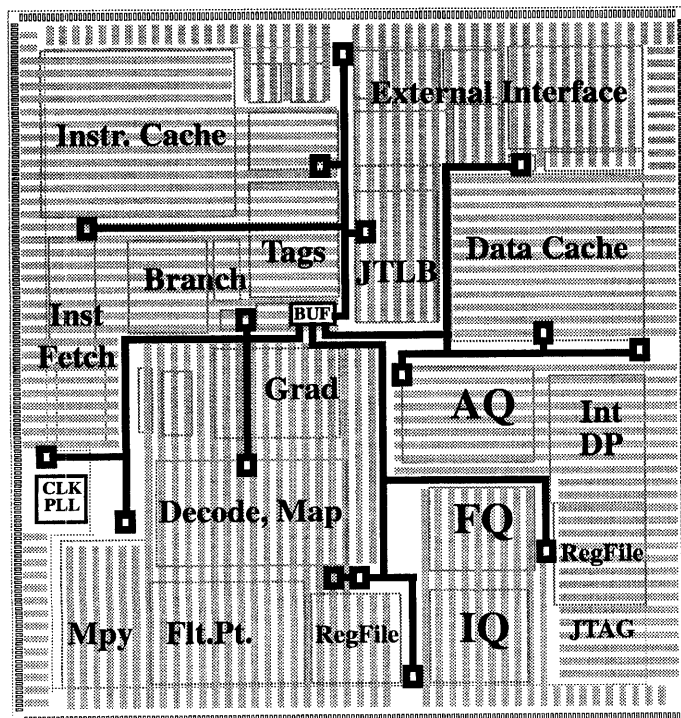 External Interface
Instr. Cache
Tags
Data Cache
Branch
JTLB
Inst
Fetch
BUF
Grad
AQ
Int
DP
CLK
PLL
Decode, Map
FQ
RegFile
Mpy
Flt.Pt.
RegFile
IQ
JTAG